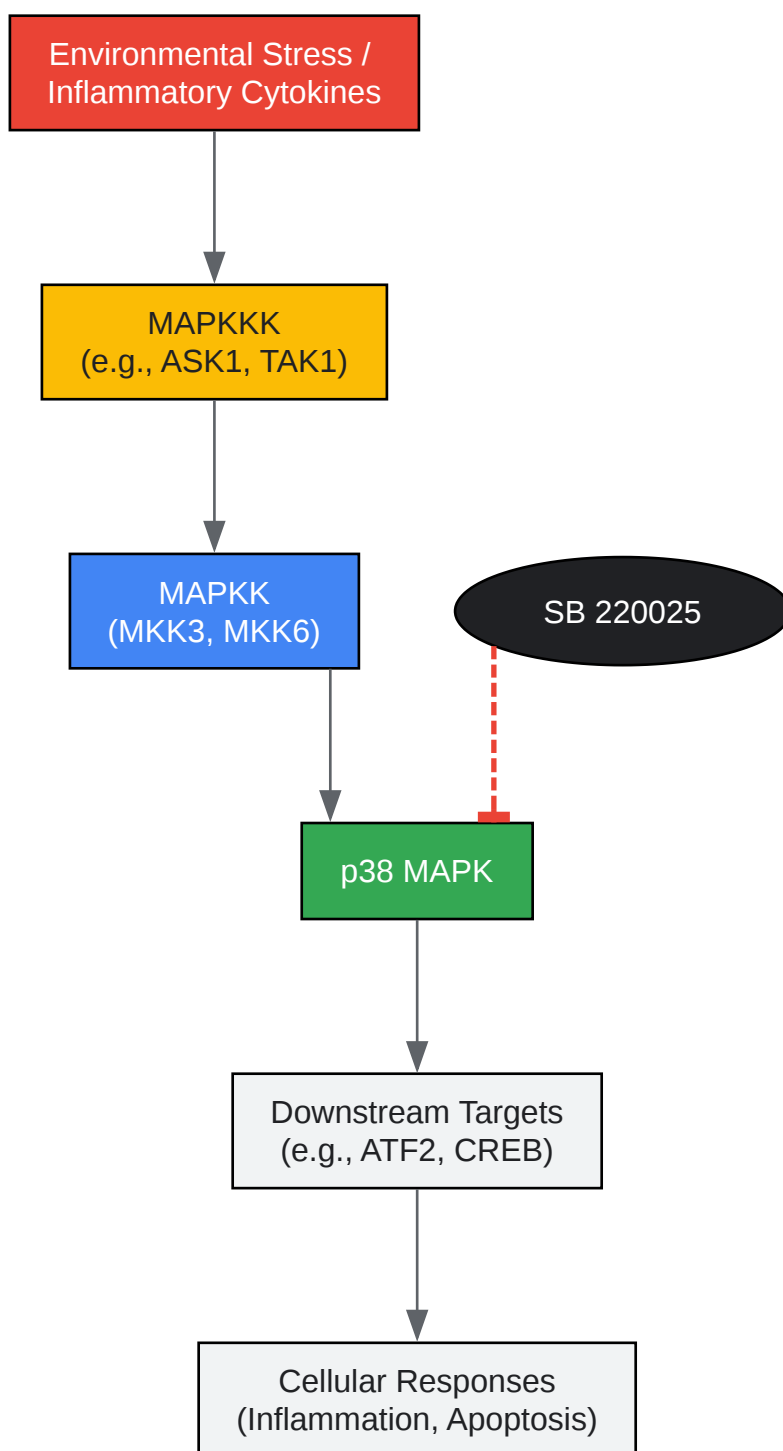 Environmental Stress /
Inflammatory Cytokines
MAPKKK
(e.g., ASK1, TAK1)
MAPKK
(MKK3, MKK6)
SB 220025
p38 MAPK
Downstream Targets
(e.g., ATF2, CREB)
Cellular Responses
(Inflammation, Apoptosis)